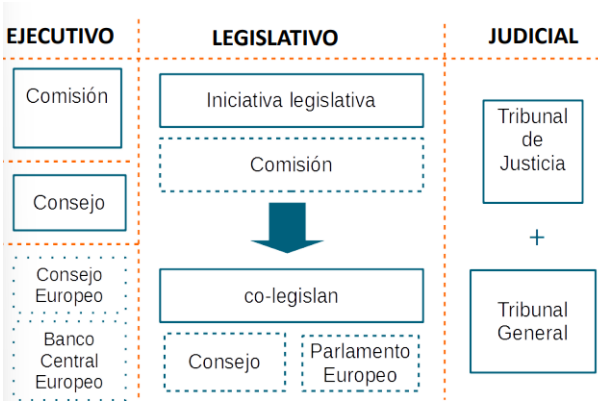 EJECUTIVO
Comisión
Consejo
Consejo
Europeo
Banco
Central
Europeo
LEGISLATIVO
Iniciativa legislativa
Comisión
co-legislan
Consejo
Parlamento
Europeo
JUDICIAL
Tribunal
de
Justicia
+
Tribunal
General